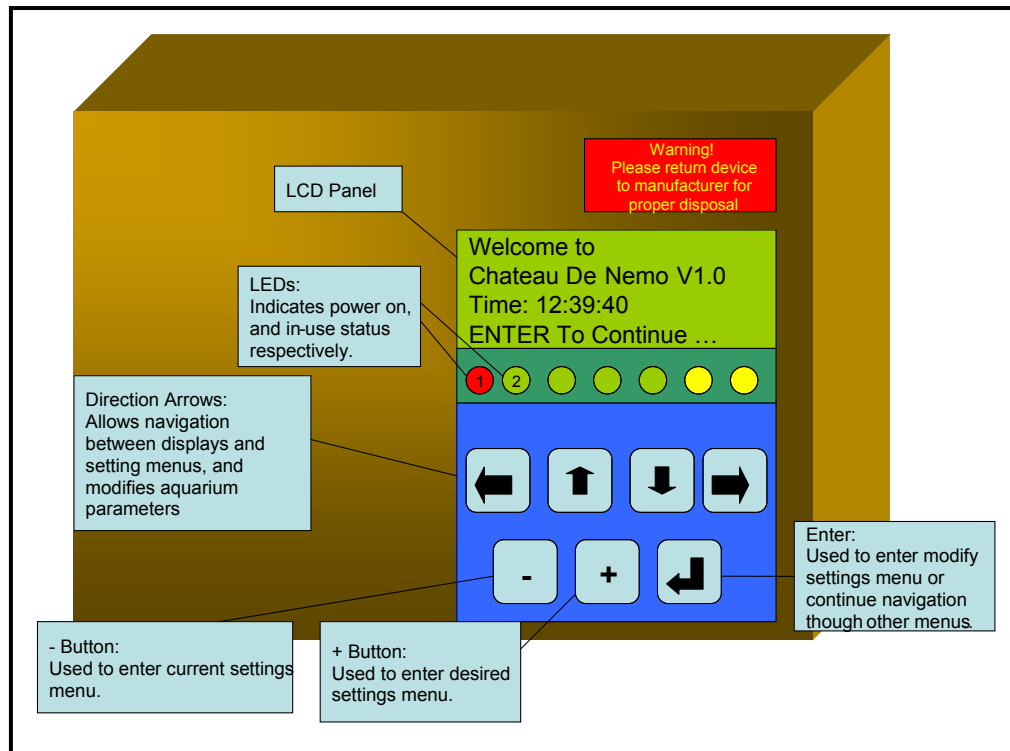 Warning!
Please return device
to manufacturer for
proper disposal
LCD Panel
Welcome to
Chateau De Nemo V1.0
Time: 12:39:40
ENTER To Continue …
LEDs:
Indicates power on,
and in-use status
respectively.
1 2
Direction Arrows:
Allows navigation
between displays and
setting menus, and
modifies aquarium
parameters
- +
Enter:
Used to enter modify
settings menu or
continue navigation
though other menus.
- Button:
Used to enter current settings
menu.
+ Button:
Used to enter desired
settings menu.